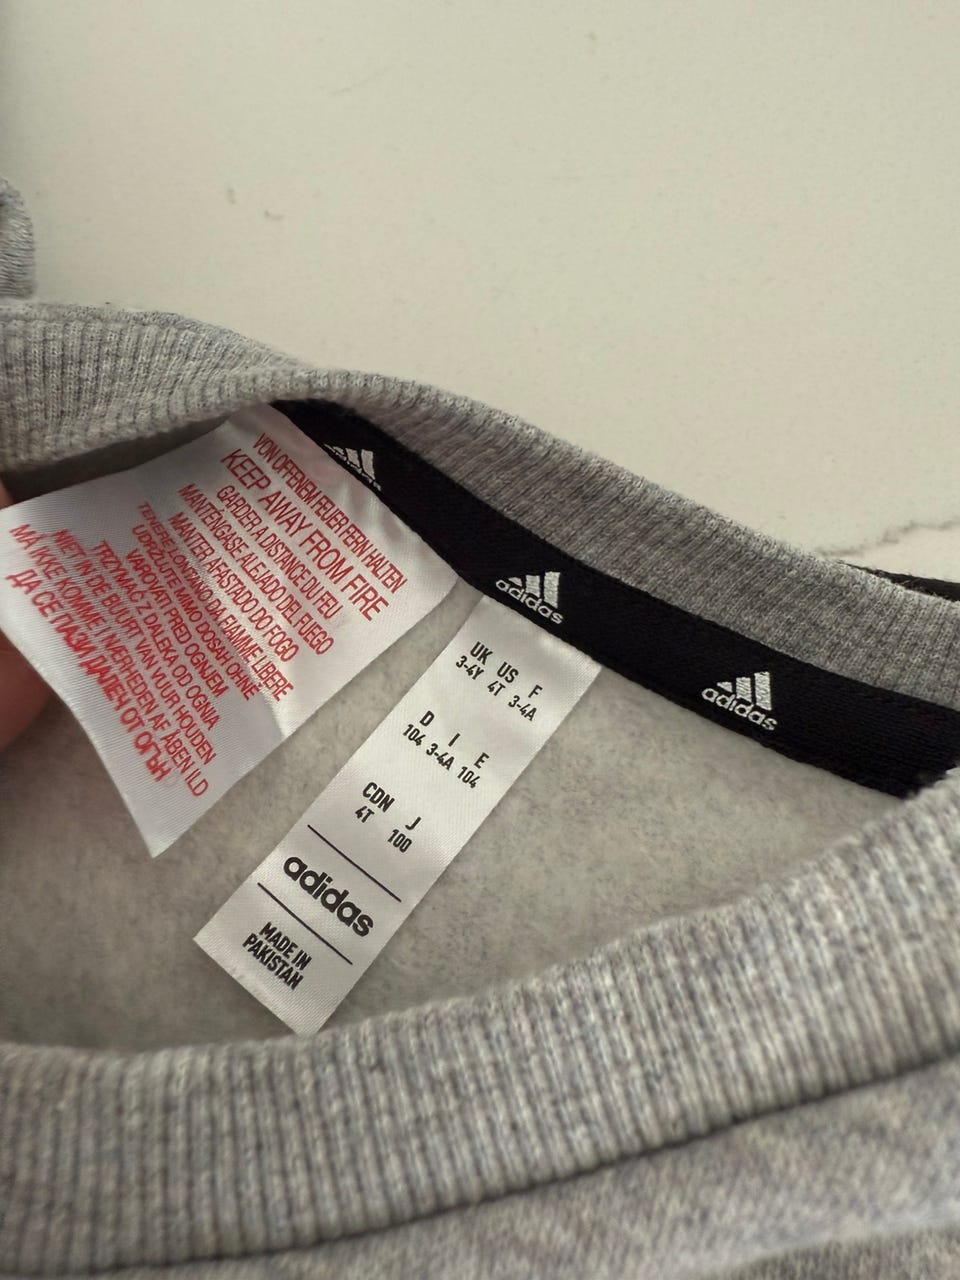 VON OFFENEM FEUER FERN HALTEN
KEEP AWAY FROM FIRE
GARDER A DISTANCE DU FEU
MANTÉNGASE ALEJADO DEL FUEGO
MANTER AFASTADO DO FOGO
TENERE LONTANO DA FIAMME LIBERE
UDRŽUJTE MIMO DOSAH OHNE
VAROVAŤ PRED OGNJEM
TRZYMAĆ Z DALEKA OD OGNIA
NIET IN DE BUURT VAN VUUR HOUDEN
MÅ IKKE KOMME I NÆRHEDEN AF ÅBEN ILD
ДА СЕ ПАЗИ ДАЛЕЧ ОТ ОГЪН
adidas
adidas
adidas
UK US F
3-4Y 4T 3-4A
D I E
104 3-4A 104
CDN J
4T 100
adidas
MADE IN
PAKISTAN